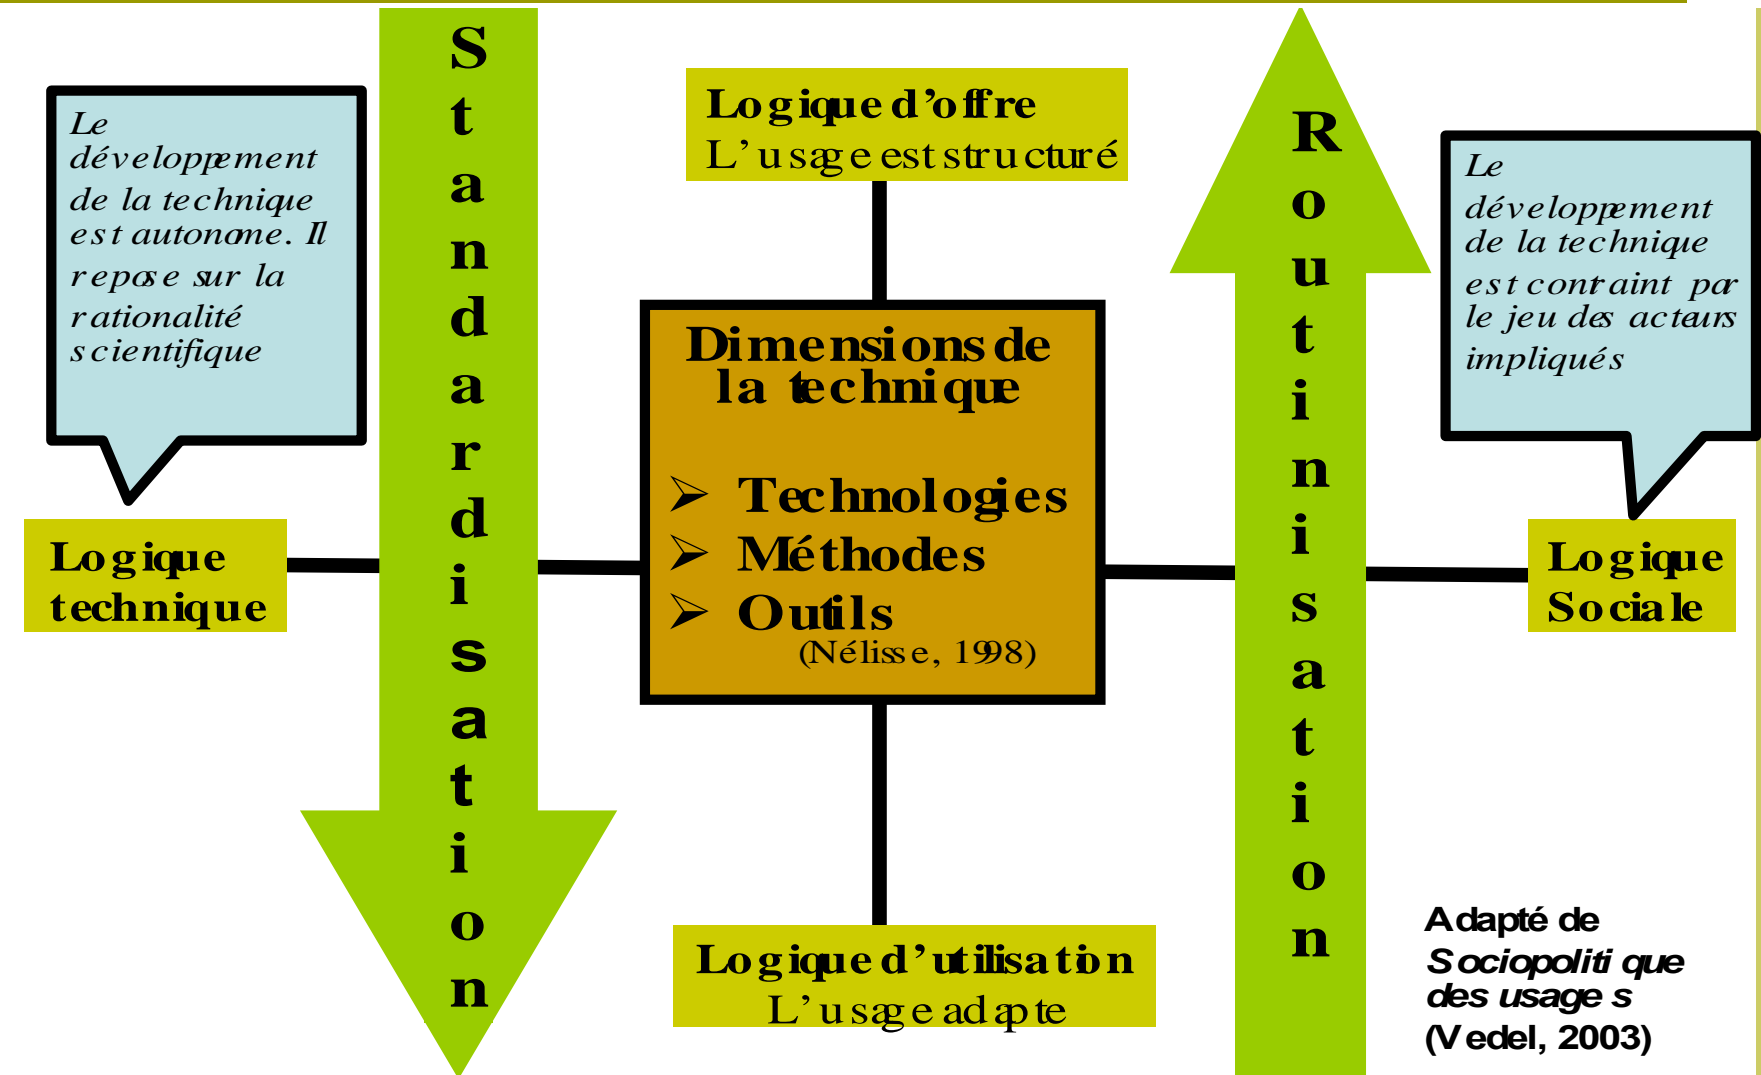 Le
développement
de la technique
est autonome. Il
repose sur la
rationalité
scientifique
Logique
technique
Standardisation
Logique d’offre
L’usage est structuré
Dimensions de
la technique
➢ Technologies
➢ Méthodes
➢ Outils
(Nélisse, 1998)
Logique d’utilisation
L’usage adapte
Routinisation
Le
développement
de la technique
est contraint par
le jeu des acteurs
impliqués
Logique
Sociale
Adapté de
Sociopolitique
des usages
(Vedel, 2003)